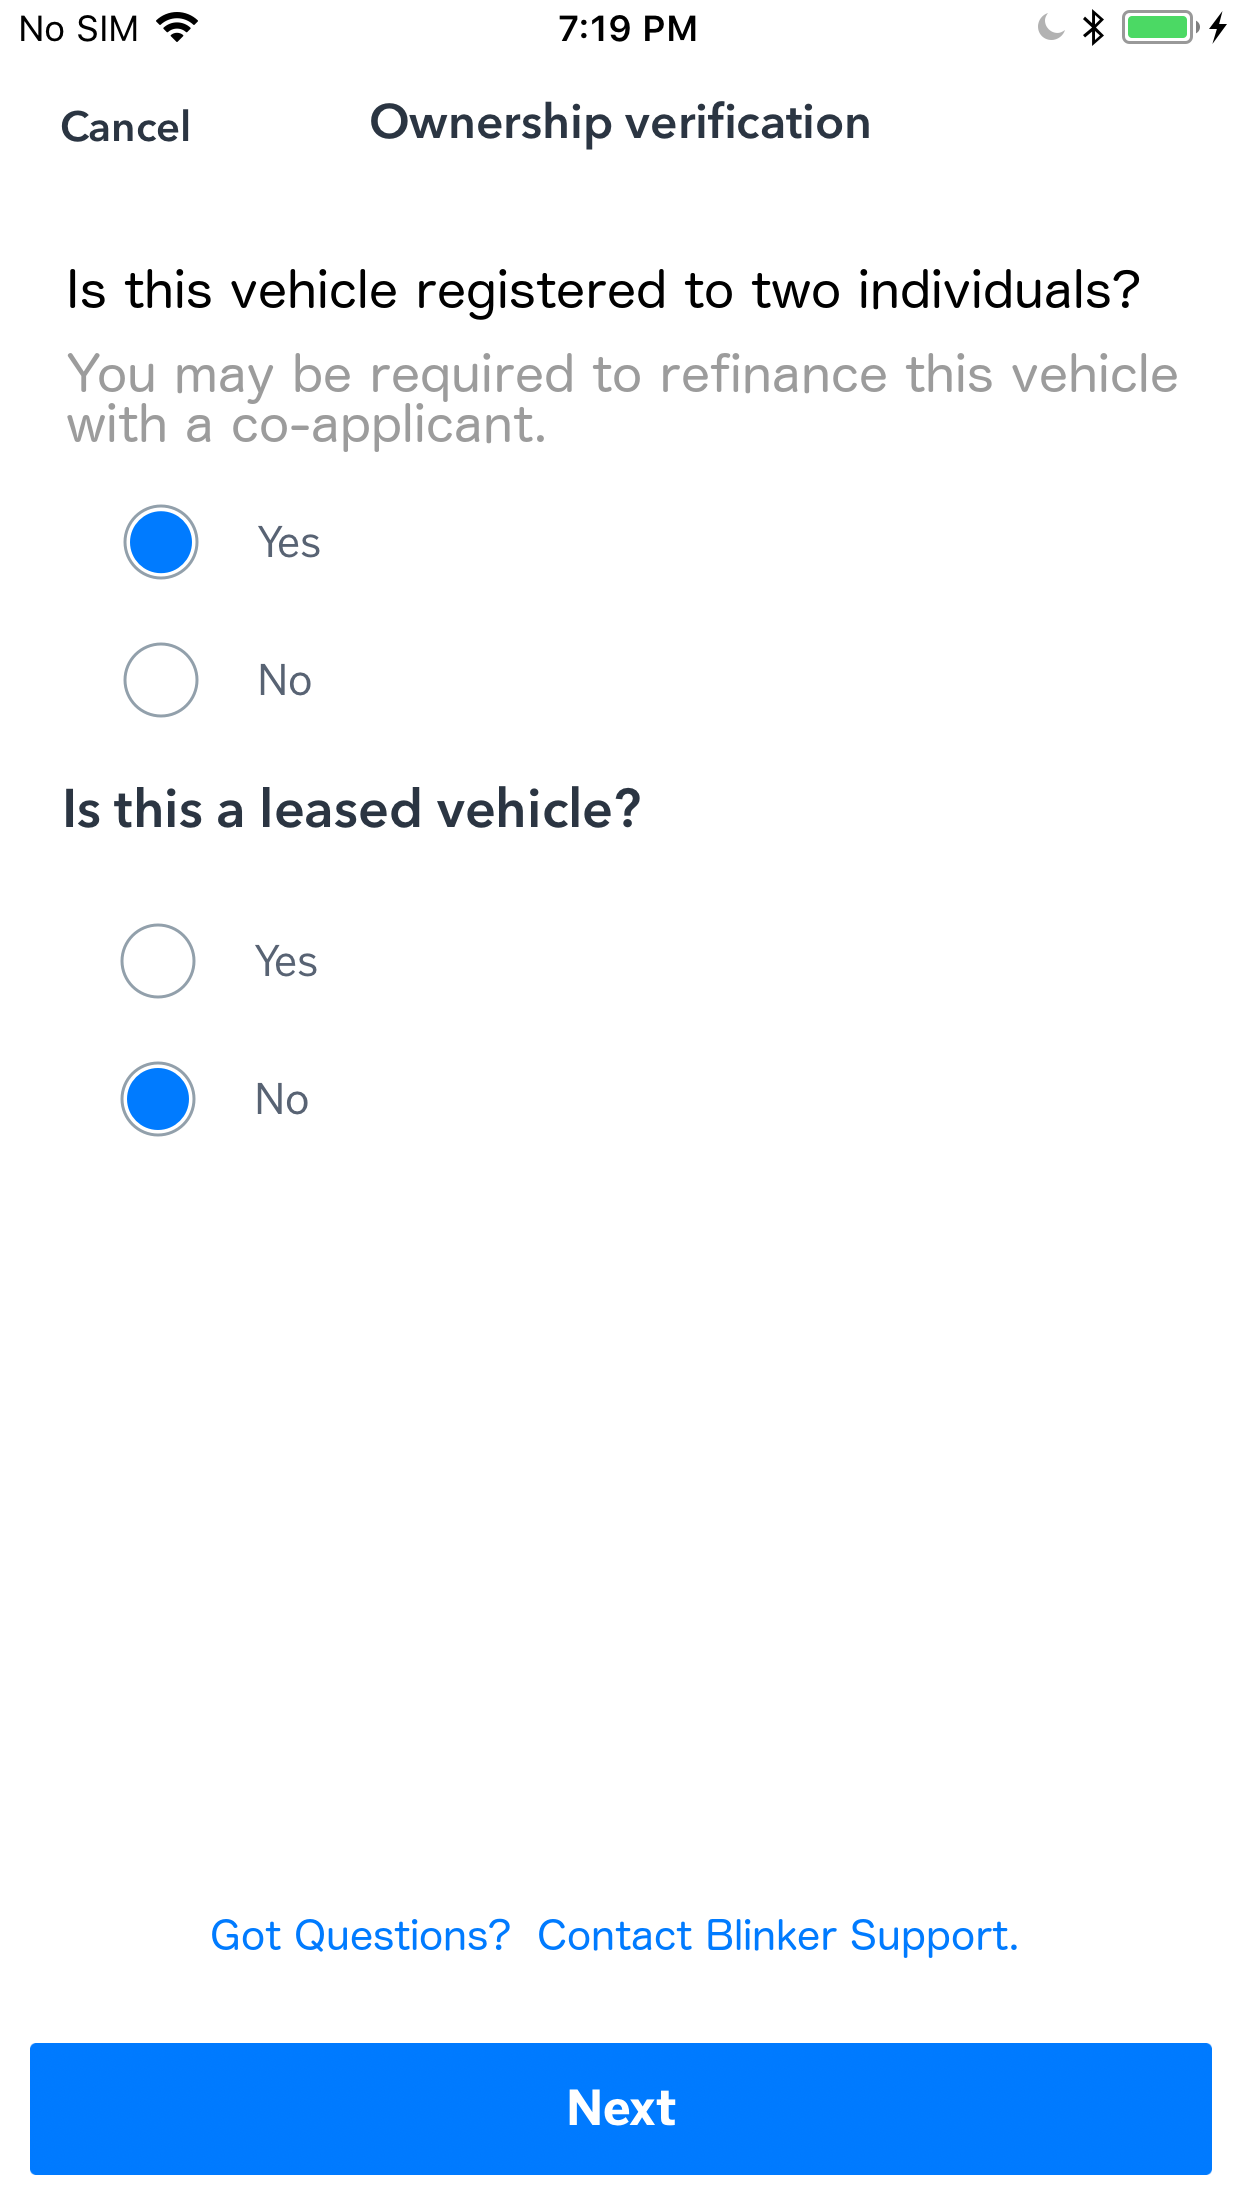 No SIM 7:19 PM
Cancel Ownership verification
Is this vehicle registered to two individuals?
You may be required to refinance this vehicle
with a co-applicant.
Yes
No
Is this a leased vehicle?
Yes
No
Got Questions?  Contact Blinker Support.
Next